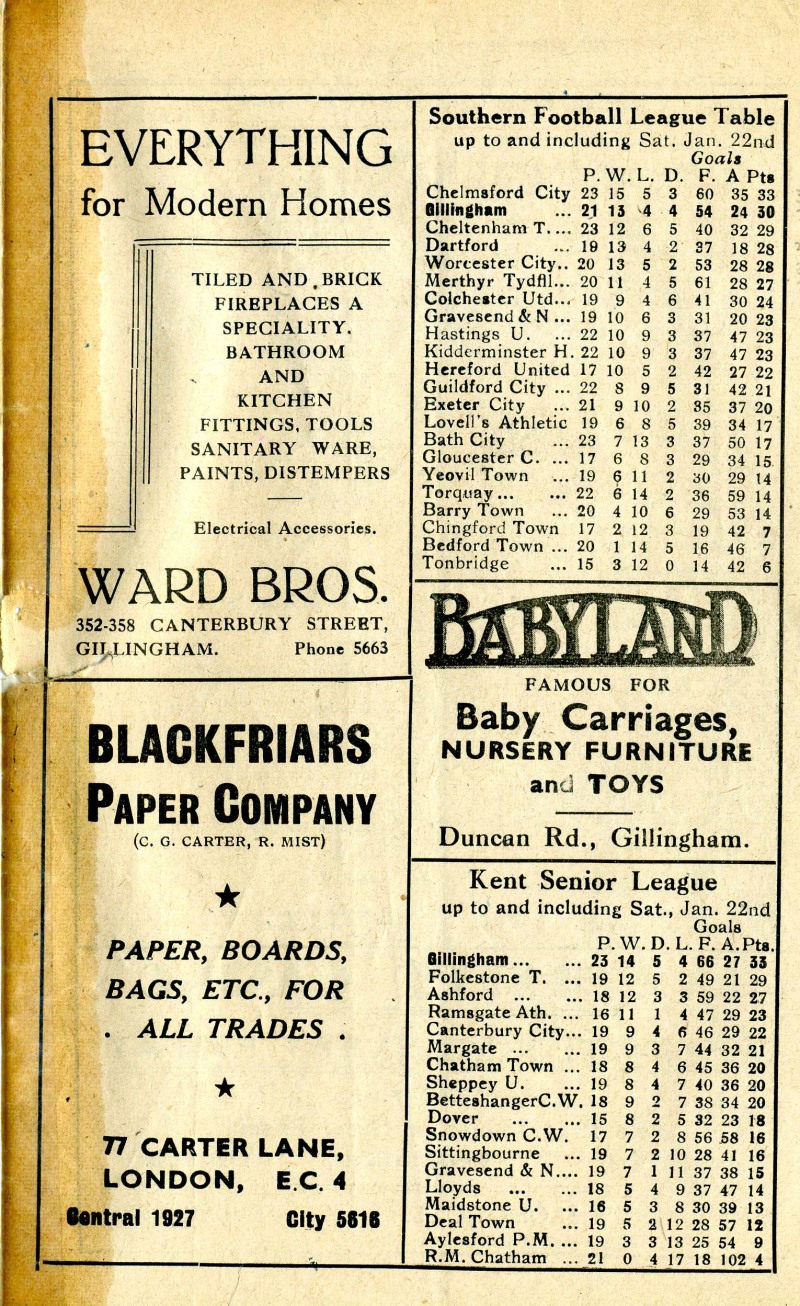 EVERYTHING
for Modern Homes
TILED AND BRICK
FIREPLACES A
SPECIALITY.
BATHROOM
AND
KITCHEN
FITTINGS, TOOLS
SANITARY WARE,
PAINTS, DISTEMPERS
Electrical Accessories.
WARD BROS.
352-358 CANTERBURY STREET,
GILLINGHAM. Phone 5663
BLACKFRIARS
PAPER COMPANY
(C. G. CARTER, R. MIST)
★
PAPER, BOARDS,
BAGS, ETC., FOR
. ALL TRADES .
★
77 CARTER LANE,
LONDON, E.C. 4
Central 1927 City 5616
Southern Football League Table
up to and including Sat. Jan. 22nd
Goals
P. W. L. D. F. A Pts
Chelmsford City 23 15 5 3 60 35 33
Gillingham ... 21 13 4 4 54 24 30
Cheltenham T. ... 23 12 6 5 40 32 29
Dartford ... 19 13 4 2 37 18 28
Worcester City.. 20 13 5 2 53 28 28
Merthyr Tydfil... 20 11 4 5 61 28 27
Colchester Utd... 19 9 4 6 41 30 24
Gravesend & N ... 19 10 6 3 31 20 23
Hastings U. ... 22 10 9 3 37 47 23
Kidderminster H. 22 10 9 3 37 47 23
Hereford United 17 10 5 2 42 27 22
Guildford City ... 22 8 9 5 31 42 21
Exeter City ... 21 9 10 2 35 37 20
Lovell's Athletic 19 6 8 5 39 34 17
Bath City ... 23 7 13 3 37 50 17
Gloucester C. ... 17 6 8 3 29 34 15
Yeovil Town ... 19 6 11 2 30 29 14
Torquay ... ... 22 6 14 2 36 59 14
Barry Town ... 20 4 10 6 29 53 14
Chingford Town 17 2 12 3 19 42 7
Bedford Town ... 20 1 14 5 16 46 7
Tonbridge ... 15 3 12 0 14 42 6
BABYLAND
FAMOUS FOR
Baby Carriages,
NURSERY FURNITURE
and TOYS
Duncan Rd., Gillingham.
Kent Senior League
up to and including Sat., Jan. 22nd
Goals
P. W. D. L. F. A. Pts.
Gillingham ... ... 23 14 5 4 66 27 33
Folkestone T. ... 19 12 5 2 49 21 29
Ashford ... ... 18 12 3 3 59 22 27
Ramsgate Ath. ... 16 11 1 4 47 29 23
Canterbury City... 19 9 4 6 46 29 22
Margate ... ... 19 9 3 7 44 32 21
Chatham Town ... 18 8 4 6 45 36 20
Sheppey U. ... 19 8 4 7 40 36 20
Betteshanger C.W. 18 9 2 7 38 34 20
Dover ... ... 15 8 2 5 32 23 18
Snowdown C.W. 17 7 2 8 56 58 16
Sittingbourne ... 19 7 2 10 28 41 16
Gravesend & N.... 19 7 1 11 37 38 15
Lloyds ... ... 18 5 4 9 37 47 14
Maidstone U. ... 16 5 3 8 30 39 13
Deal Town ... 19 5 2 12 28 57 12
Aylesford P.M. ... 19 3 3 13 25 54 9
R.M. Chatham ... 21 0 4 17 18 102 4